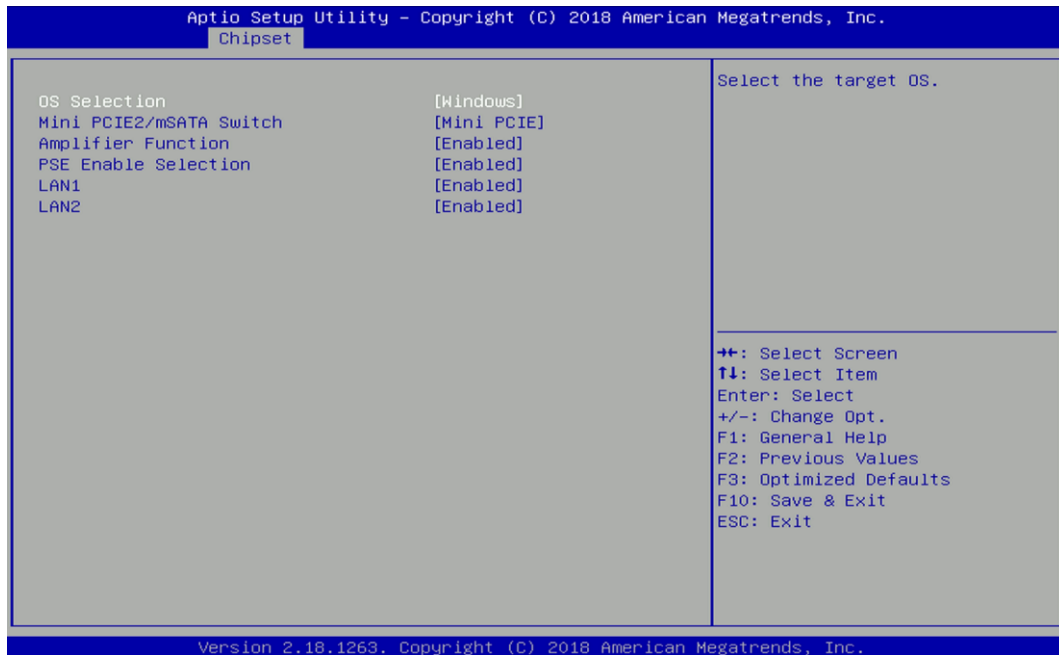 Aptio Setup Utility – Copyright (C) 2018 American Megatrends, Inc.
Chipset
OS Selection [Windows]
Mini PCIE2/mSATA Switch [Mini PCIE]
Amplifier Function [Enabled]
PSE Enable Selection [Enabled]
LAN1 [Enabled]
LAN2 [Enabled]
Select the target OS.
→←: Select Screen
↑↓: Select Item
Enter: Select
+/-: Change Opt.
F1: General Help
F2: Previous Values
F3: Optimized Defaults
F10: Save & Exit
ESC: Exit
Version 2.18.1263. Copyright (C) 2018 American Megatrends, Inc.